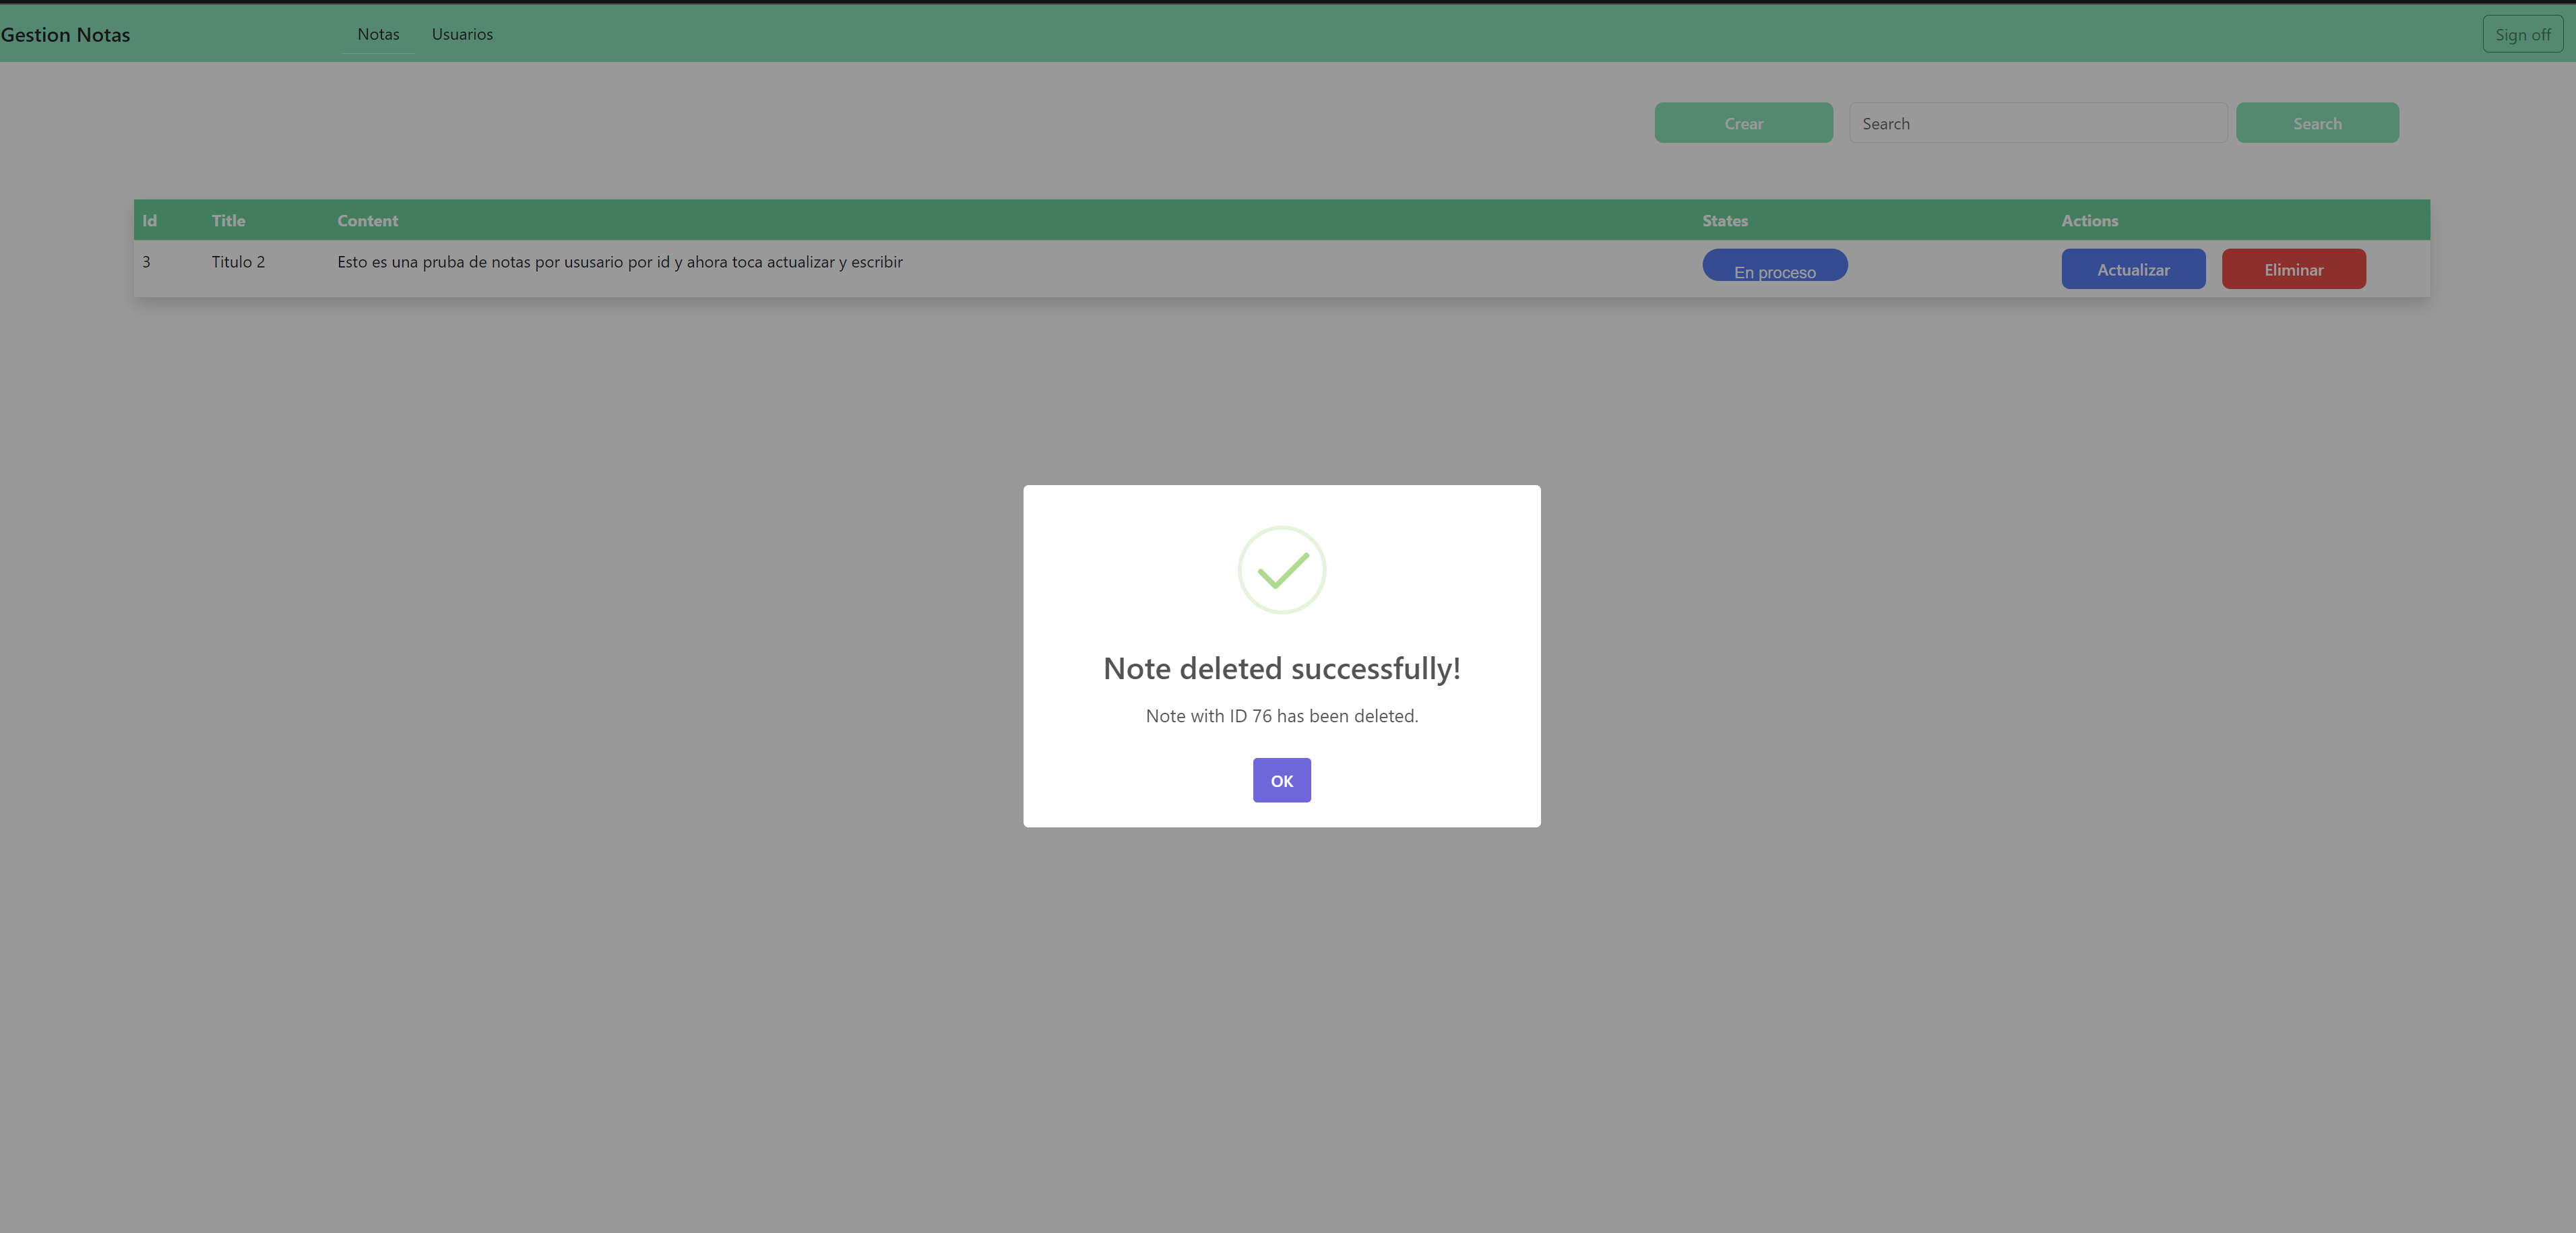 Gestion Notas Notas Usuarios Sign off
Crear Search Search
Id Title Content States Actions
3 Titulo 2 Esto es una pruba de notas por ususario por id y ahora toca actualizar y escribir En proceso Actualizar Eliminar
Note deleted successfully!
Note with ID 76 has been deleted.
OK